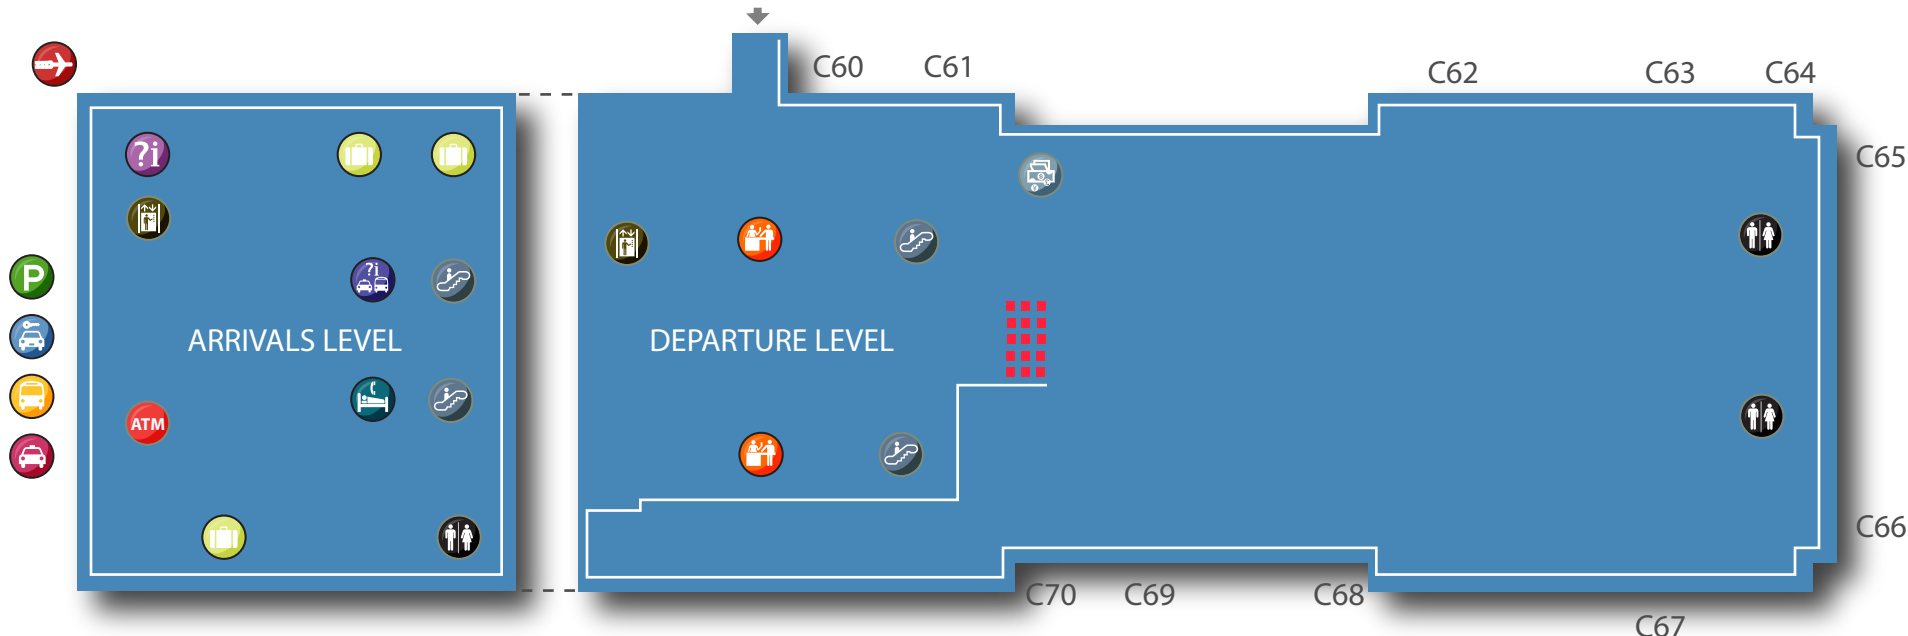 C60 C61
C62 C63 C64
?i
C65
?i
P
ARRIVALS LEVEL
DEPARTURE LEVEL
ATM
C66
C70 C69 C68
C67